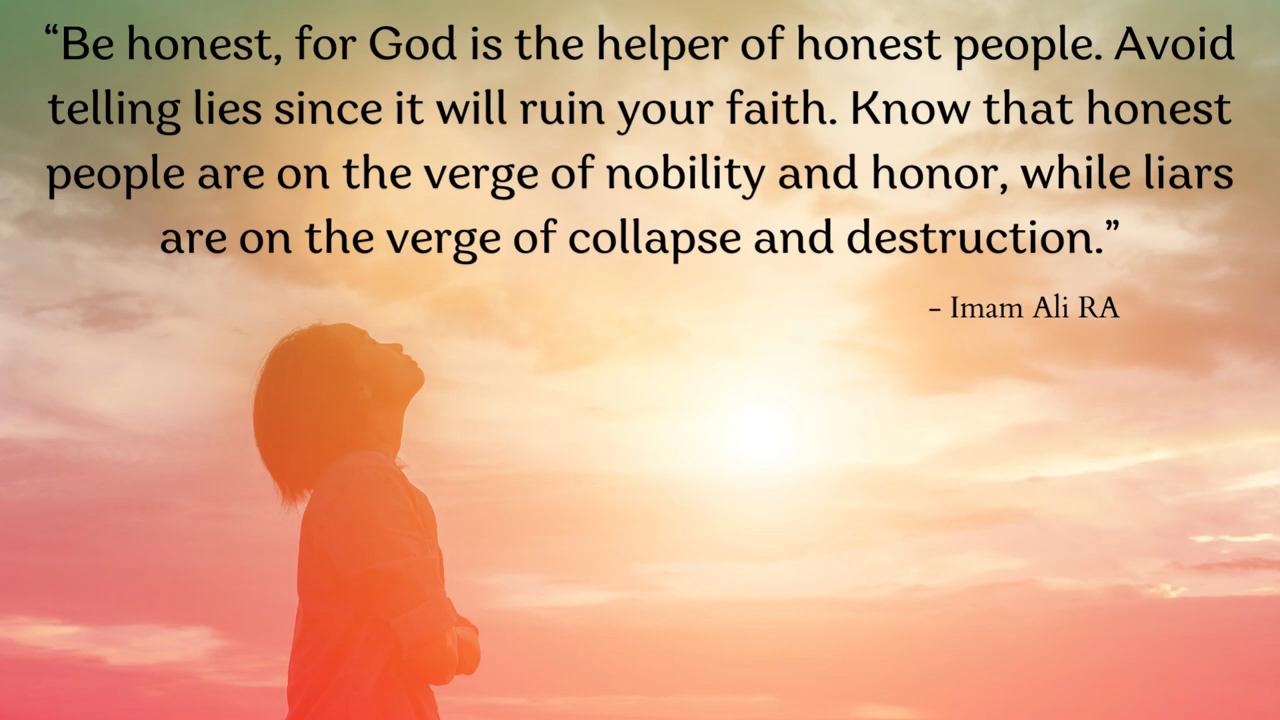 “Be honest, for God is the helper of honest people. Avoid
telling lies since it will ruin your faith. Know that honest
people are on the verge of nobility and honor, while liars
are on the verge of collapse and destruction.”
– Imam Ali RA